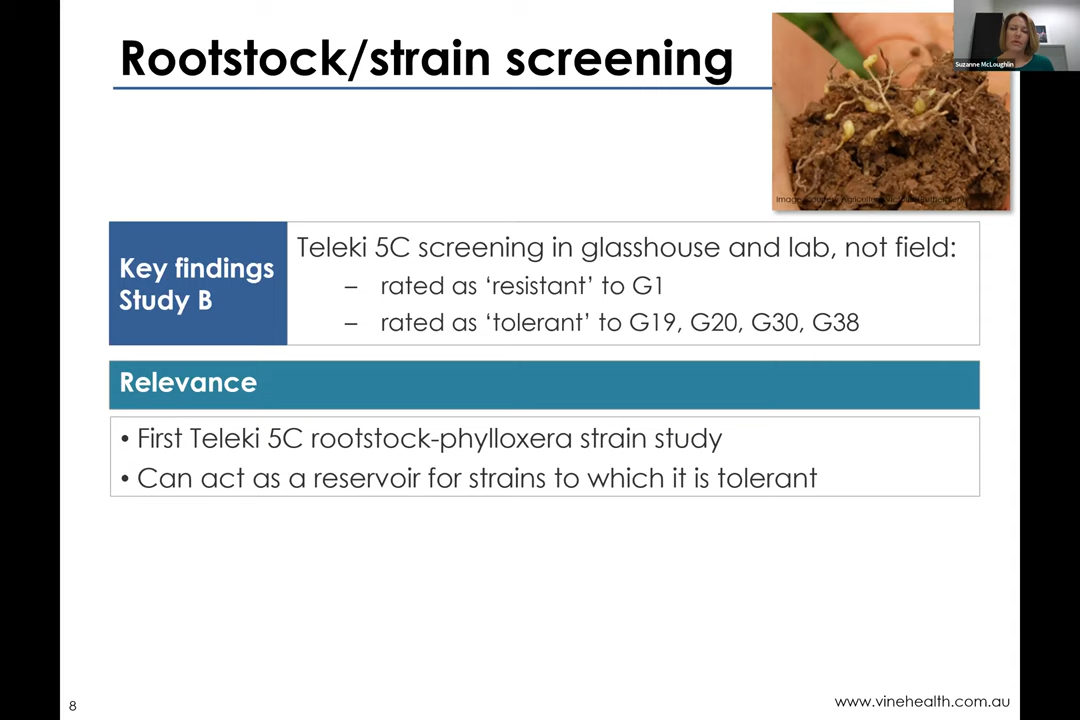 Rootstock/strain screening
Suzanne McLoughlin
Key findings
Study B
Teleki 5C screening in glasshouse and lab, not field:
– rated as ‘resistant’ to G1
– rated as ‘tolerant’ to G19, G20, G30, G38
Relevance
• First Teleki 5C rootstock-phylloxera strain study
• Can act as a reservoir for strains to which it is tolerant
8
www.vinehealth.com.au